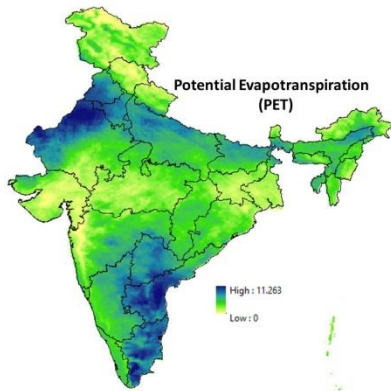 Potential Evapotranspiration
(PET)
High : 11.263
Low : 0